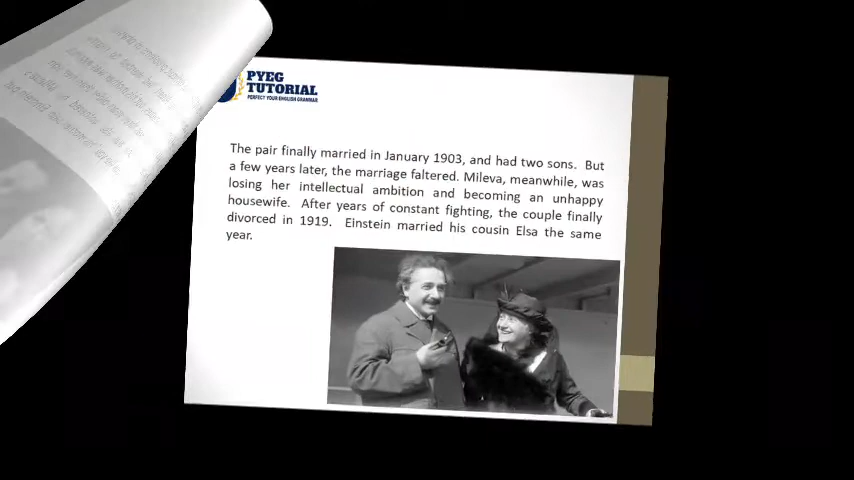 PYEG
TUTORIAL
PERFECT YOUR ENGLISH GRAMMAR
The pair finally married in January 1903, and had two sons. But
a few years later, the marriage faltered. Mileva, meanwhile, was
losing her intellectual ambition and becoming an unhappy
housewife. After years of constant fighting, the couple finally
divorced in 1919. Einstein married his cousin Elsa the same
year.